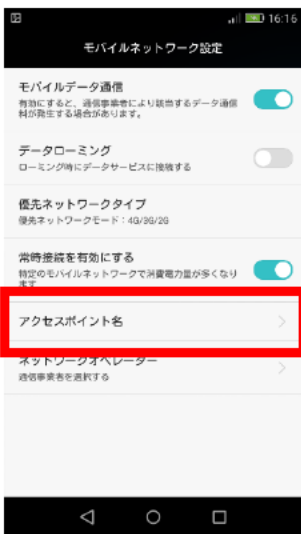 16:16
モバイルネットワーク設定
モバイルデータ通信
有効にすると、通信事業者により該当するデータ通信
料が発生する場合があります。
データローミング
ローミング時にデータサービスに接続する
優先ネットワークタイプ
優先ネットワークモード：4G/3G/2G
常時接続を有効にする
特定のモバイルネットワークで消費電力量が多くなり
ます
アクセスポイント名
ネットワークオペレーター
通信事業者を選択する